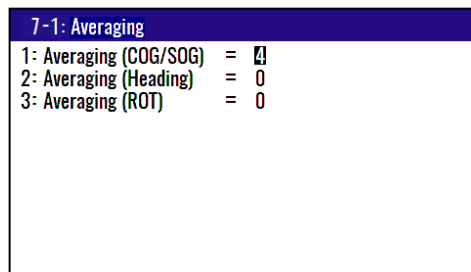 7-1: Averaging
1: Averaging (COG/SOG) = 4
2: Averaging (Heading) = 0
3: Averaging (ROT) = 0